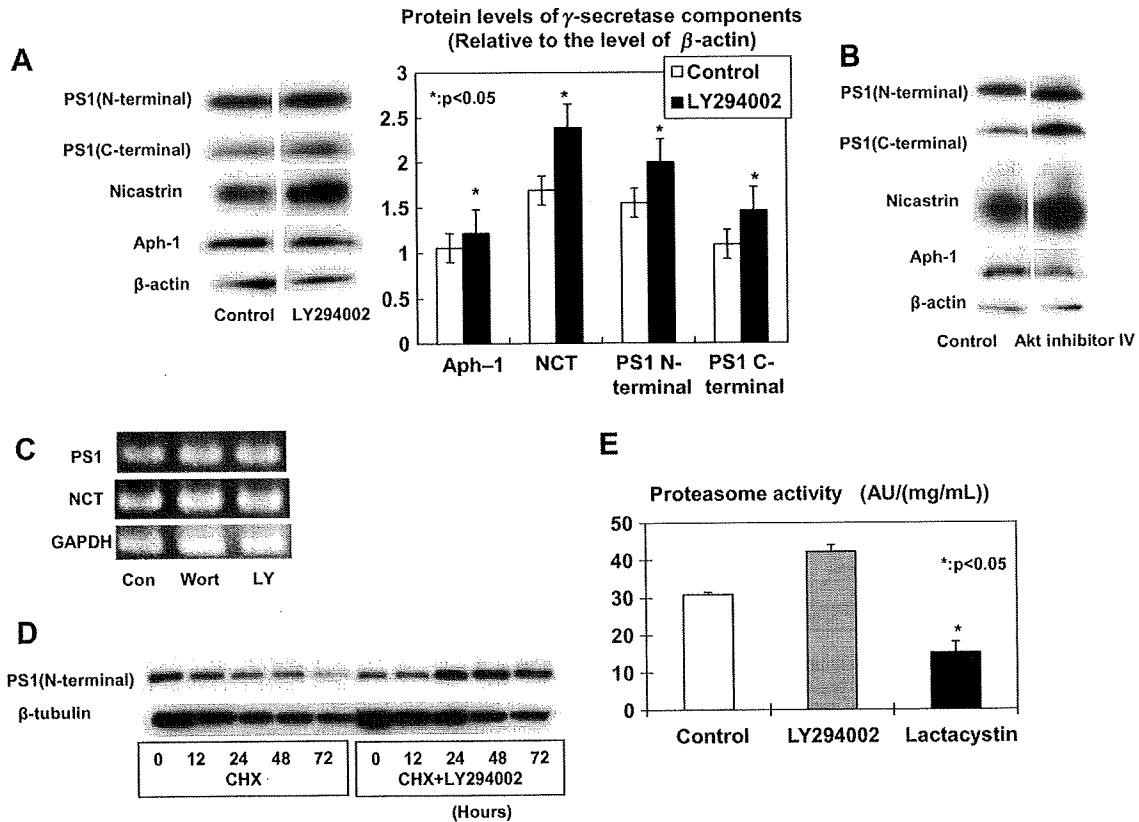 Protein levels of γ-secretase components
(Relative to the level of β-actin)
A
PS1(N-terminal)
PS1(C-terminal)
Nicastrin
Aph-1
β-actin
Control LY294002
3
2.5
2
1.5
1
0.5
0
*:p<0.05
Control
LY294002
*
*
*
*
Aph–1 NCT PS1 N-terminal PS1 C-terminal
B
PS1(N-terminal)
PS1(C-terminal)
Nicastrin
Aph-1
β-actin
Control Akt inhibitor IV
C
PS1
NCT
GAPDH
Con Wort LY
D
PS1(N-terminal)
β-tubulin
0 12 24 48 72 0 12 24 48 72
CHX CHX+LY294002
(Hours)
E
Proteasome activity (AU/(mg/mL))
50
40
30
20
10
0
*:p<0.05
*
Control LY294002 Lactacystin